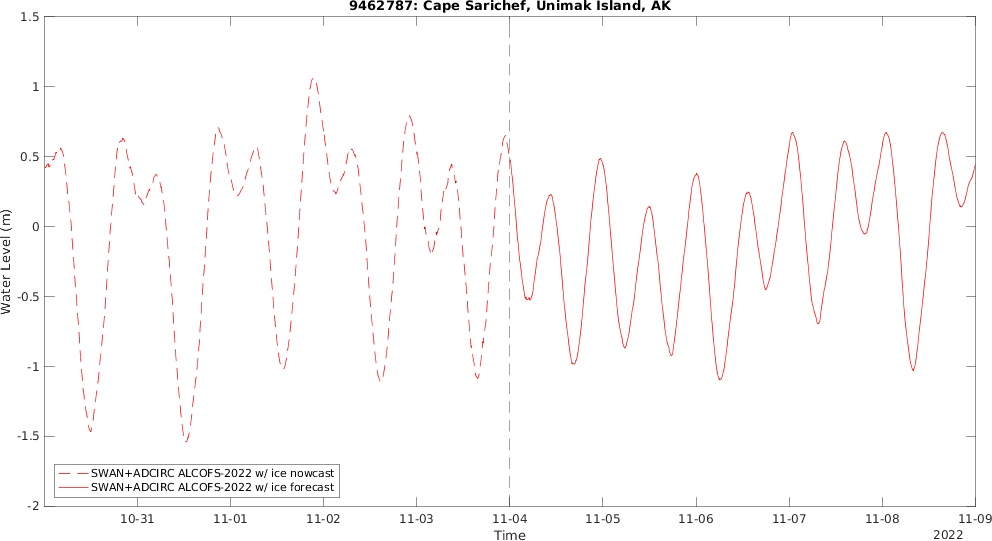 9462787: Cape Sarichef, Unimak Island, AK
1.5
1
0.5
0
-0.5
-1
-1.5
-2
Water Level (m)
SWAN+ADCIRC ALCOFS-2022 w/ ice nowcast
SWAN+ADCIRC ALCOFS-2022 w/ ice forecast
10-31 11-01 11-02 11-03 11-04 11-05 11-06 11-07 11-08 11-09
Time
2022